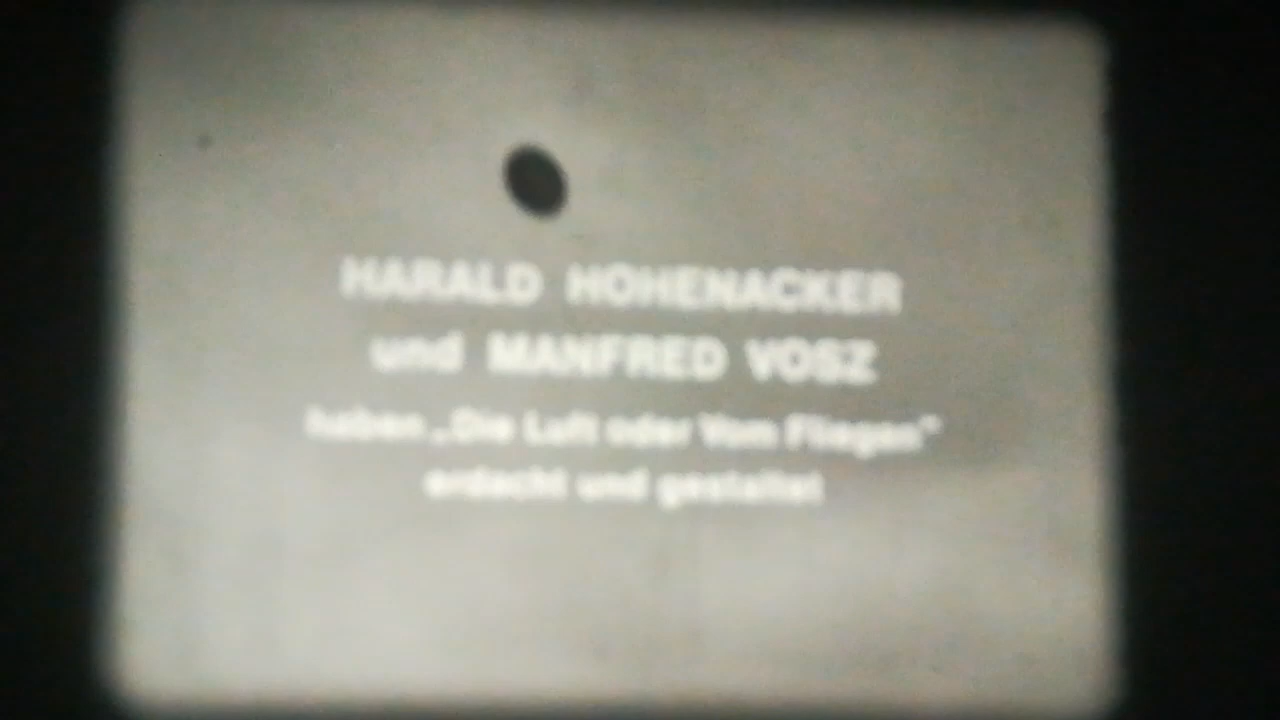 HARALD HOHENACKER
und MANFRED VOSZ
haben „Die Luft oder Vom Fliegen“
erdacht und gestaltet